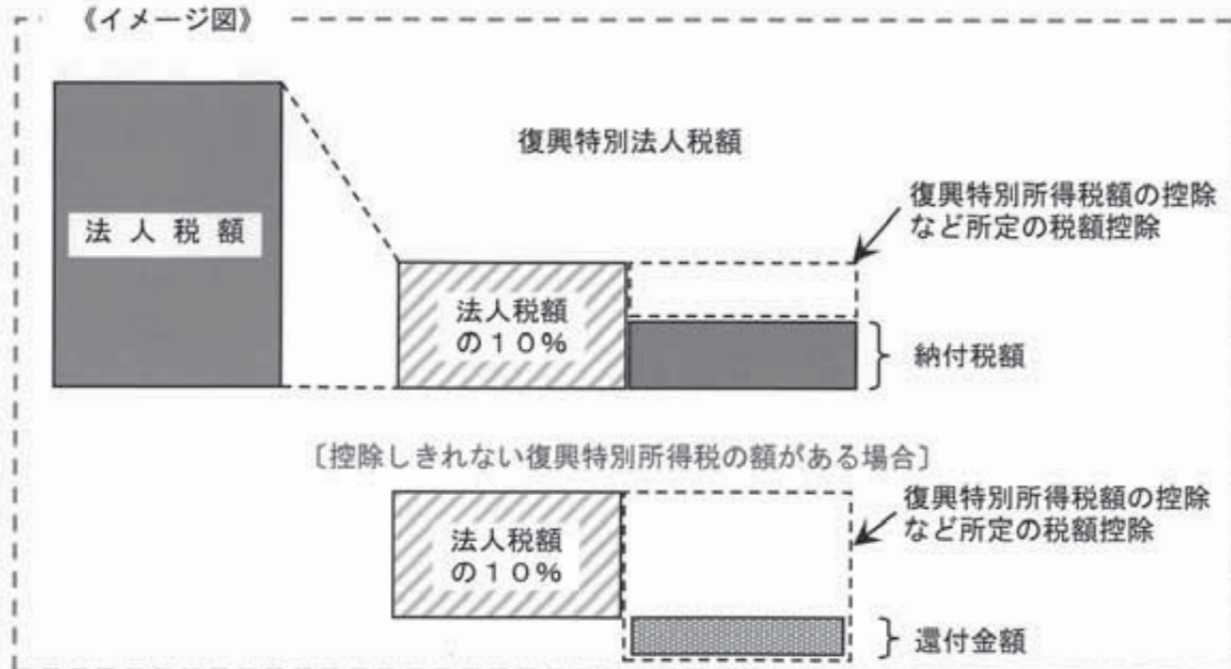 《イメージ図》
法人税額
復興特別法人税額
復興特別所得税額の控除
など所定の税額控除
法人税額
の10%
納付税額
〔控除しきれない復興特別所得税の額がある場合〕
復興特別所得税額の控除
など所定の税額控除
法人税額
の10%
還付金額